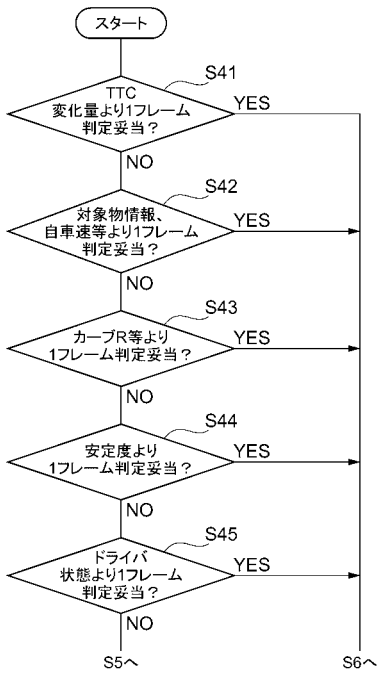 スタート
S41
TTC
変化量より1フレーム
判定妥当？
YES
NO
S42
対象物情報、
自車速等より1フレーム
判定妥当？
YES
NO
S43
カーブR等より
1フレーム判定妥当？
YES
NO
S44
安定度より
1フレーム判定妥当？
YES
NO
S45
ドライバ
状態より1フレーム
判定妥当？
YES
NO
S5へ
S6へ